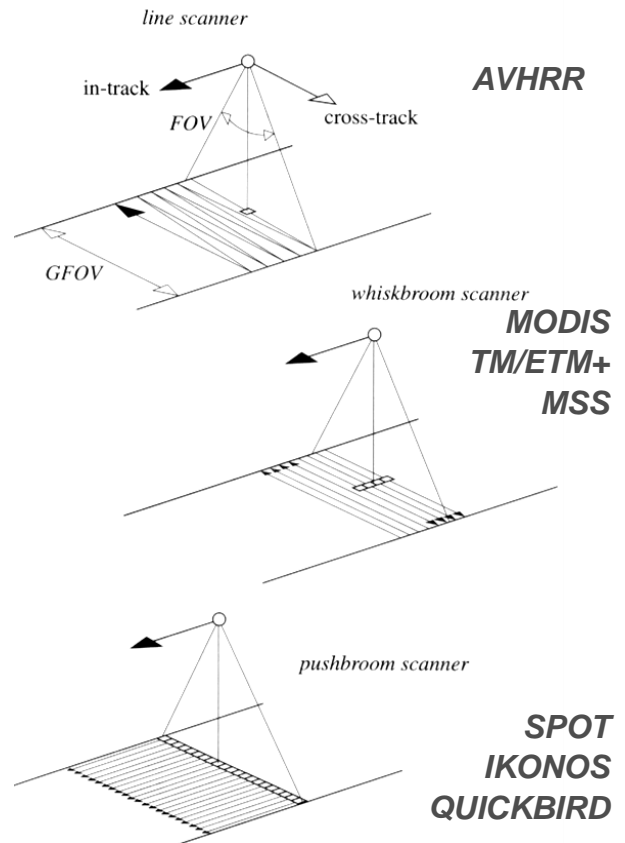 line scanner
AVHRR
in-track
FOV
cross-track
GFOV
whiskbroom scanner
MODIS
TM/ETM+
MSS
pushbroom scanner
SPOT
IKONOS
QUICKBIRD